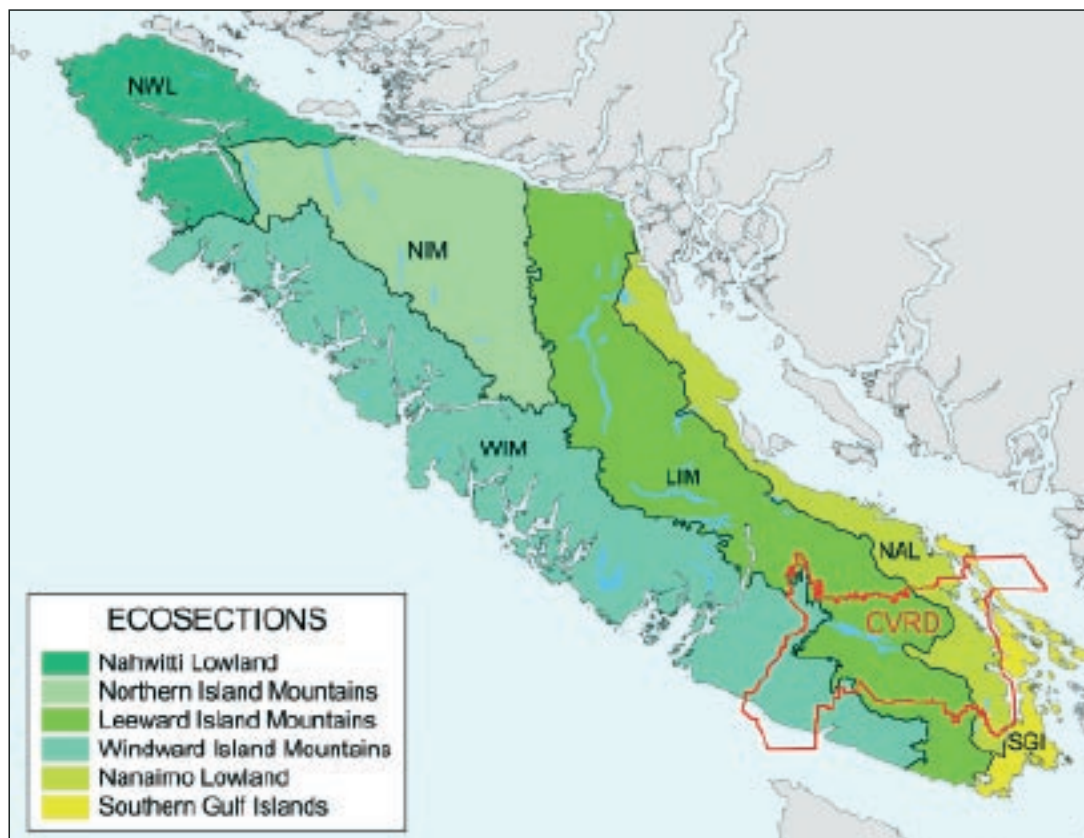 NWL
NIM
WIM
LIM
NAL
CVRD
SGI
ECOSECTIONS
Nahwitti Lowland
Northern Island Mountains
Leeward Island Mountains
Windward Island Mountains
Nanaimo Lowland
Southern Gulf Islands